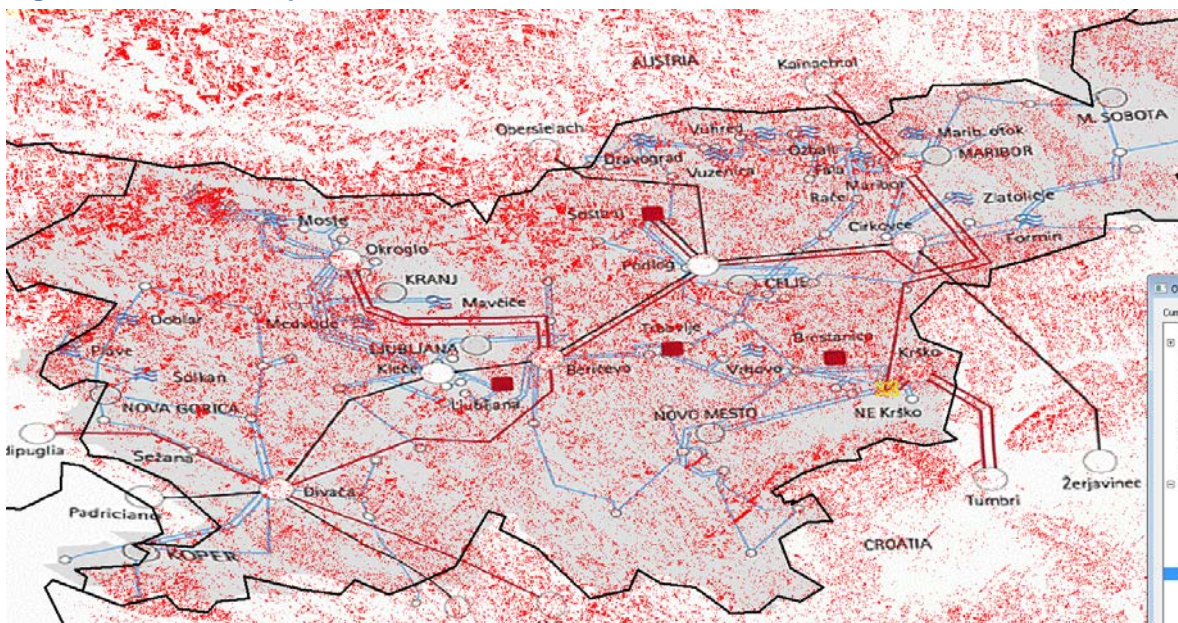 AUSTRIA
Kainachtal
Obersielach
Vuhred
Ožbalt
Marib. otok
M. SOBOTA
Dravograd
Vuzenica
Fala
MARIBOR
Maribor
Šoštanj
Rače
Zlatoličje
Moste
Cirkovce
Formin
Okroglo
Podlog
KRANJ
CELJE
Mavčiče
Doblar
Medvode
Trbovlje
Brestanica
Plave
LJUBLJANA
Krško
Solkan
Kleče
Beričevo
Vrhovo
Ljubljana
NOVA GORICA
NOVO MESTO
NE Krško
dipuglia
Sežana
Žerjavinec
Divača
Tumbri
Padriciano
KOPER
CROATIA
Cur